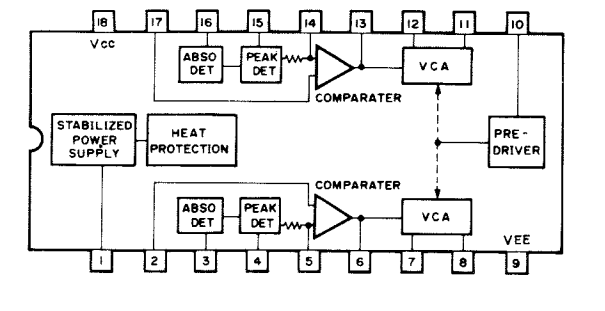 18 17 16 15 14 13 12 11 10
Vcc
ABSO
DET
PEAK
DET
VCA
COMPARATER
STABILIZED
POWER
SUPPLY
HEAT
PROTECTION
PRE-
DRIVER
COMPARATER
ABSO
DET
PEAK
DET
VCA
VEE
1 2 3 4 5 6 7 8 9